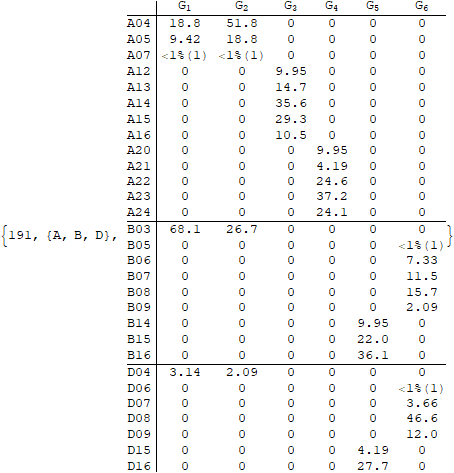 G1 G2 G3 G4 G5 G6
A04 18.8 51.8 0 0 0 0
A05 9.42 18.8 0 0 0 0
A07 <1%(1) <1%(1) 0 0 0 0
A12 0 0 9.95 0 0 0
A13 0 0 14.7 0 0 0
A14 0 0 35.6 0 0 0
A15 0 0 29.3 0 0 0
A16 0 0 10.5 0 0 0
A20 0 0 0 9.95 0 0
A21 0 0 0 4.19 0 0
A22 0 0 0 24.6 0 0
A23 0 0 0 37.2 0 0
A24 0 0 0 24.1 0 0
{191, {A, B, D}, B03 68.1 26.7 0 0 0 0 }
B05 0 0 0 0 0 <1%(1)
B06 0 0 0 0 0 7.33
B07 0 0 0 0 0 11.5
B08 0 0 0 0 0 15.7
B09 0 0 0 0 0 2.09
B14 0 0 0 0 9.95 0
B15 0 0 0 0 22.0 0
B16 0 0 0 0 36.1 0
D04 3.14 2.09 0 0 0 0
D06 0 0 0 0 0 <1%(1)
D07 0 0 0 0 0 3.66
D08 0 0 0 0 0 46.6
D09 0 0 0 0 0 12.0
D15 0 0 0 0 4.19 0
D16 0 0 0 0 27.7 0